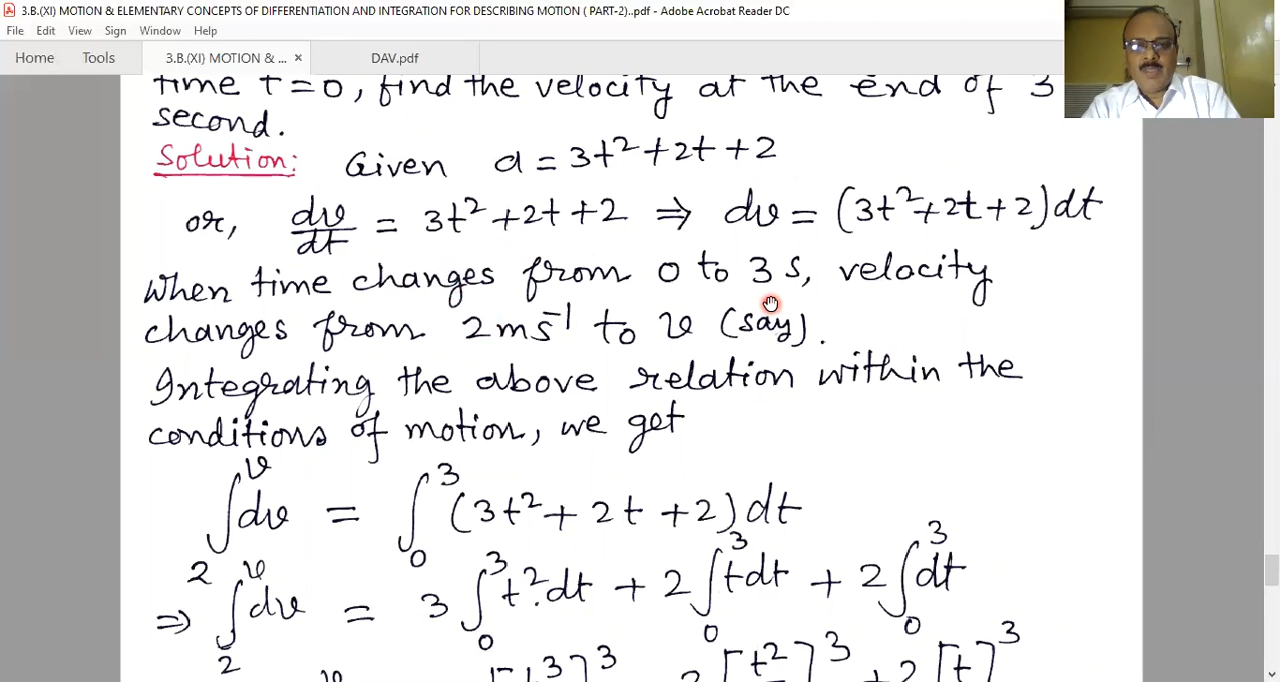 3.B.(XI) MOTION & ELEMENTARY CONCEPTS OF DIFFERENTIATION AND INTEGRATION FOR DESCRIBING MOTION ( PART-2)..pdf - Adobe Acrobat Reader DC
File Edit View Sign Window Help
Home Tools 3.B.(XI) MOTION & ... × DAV.pdf
time t=0, find the velocity at the end of 3
second.
Solution: Given a = 3t²+2t+2
or, dv/dt = 3t²+2t+2 ⇒ dv = (3t²+2t+2)dt
When time changes from 0 to 3 s, velocity
changes from 2ms⁻¹ to v (say).
Integrating the above relation within the
conditions of motion, we get
∫₂ᵛ dv = ∫₀³ (3t²+2t+2)dt
⇒ ∫₂ᵛ dv = 3∫₀³ t².dt + 2∫₀³ tdt + 2∫₀³ dt